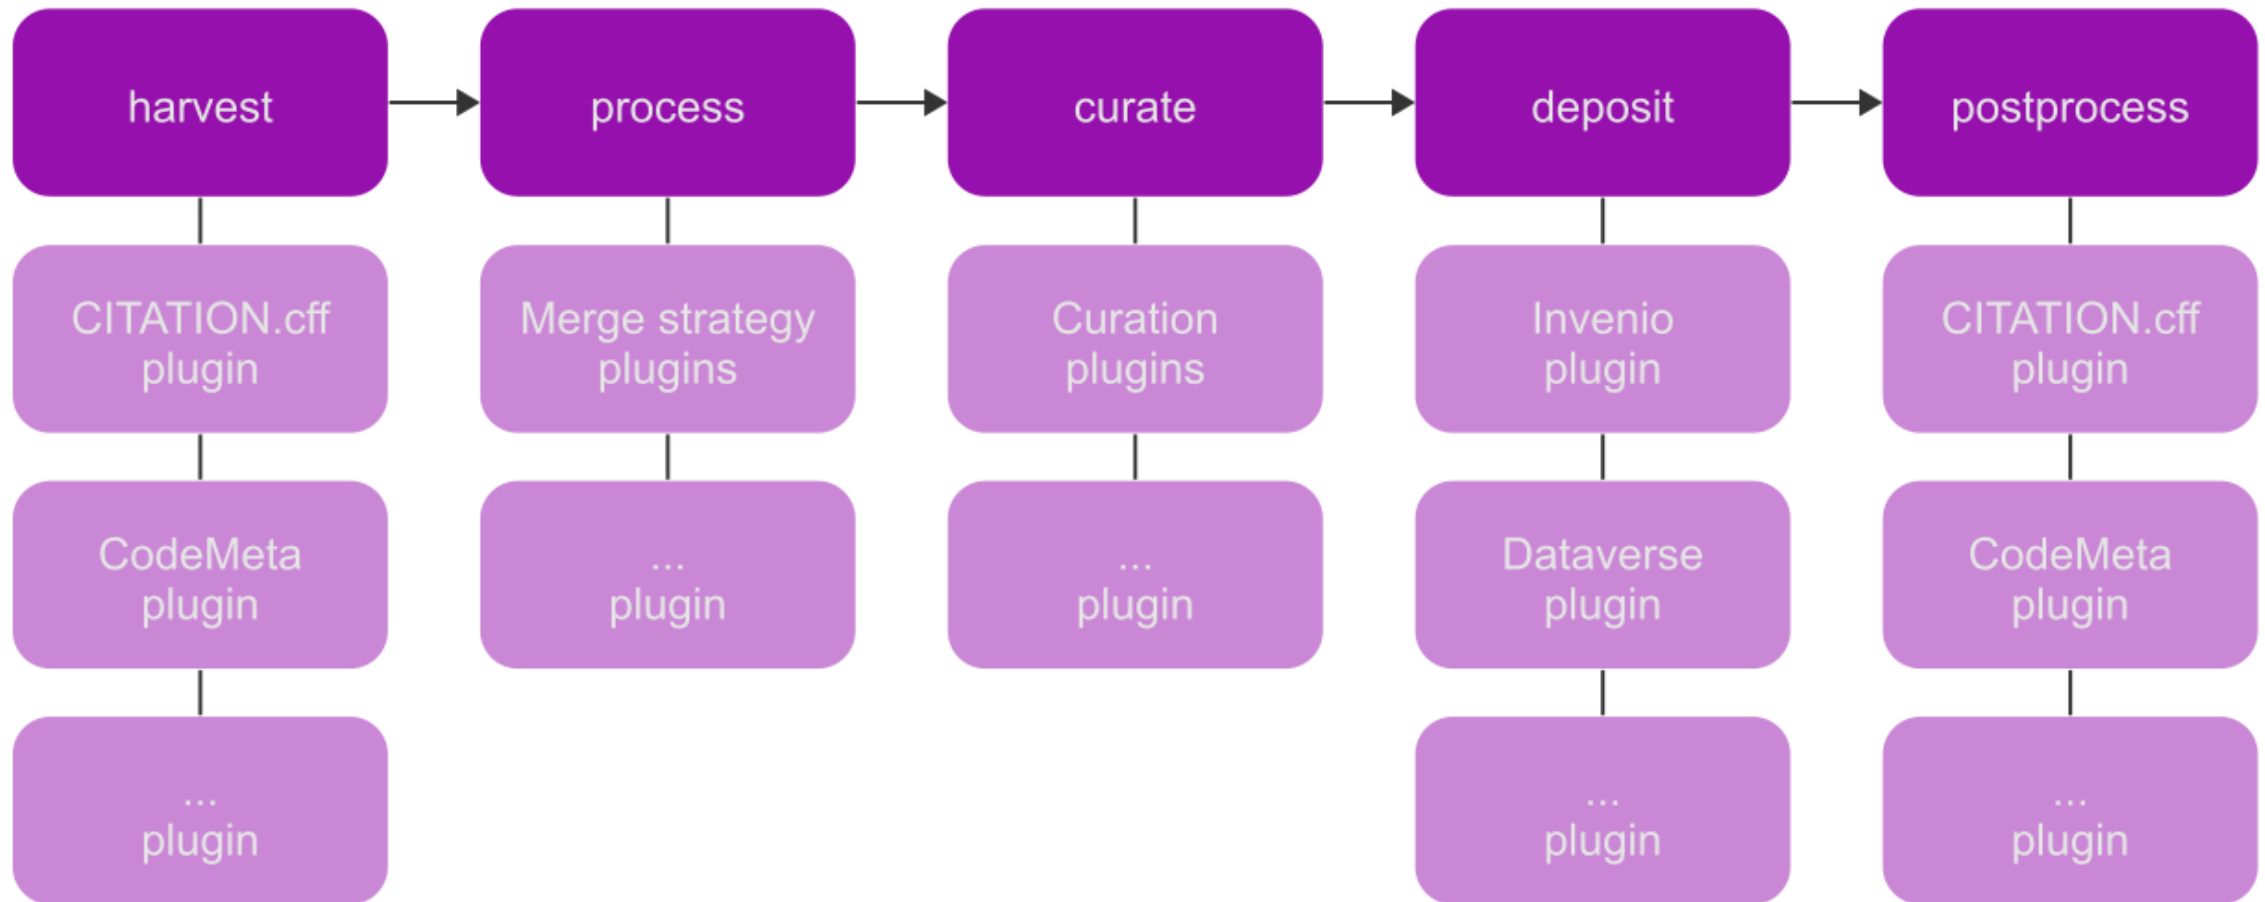 harvest
process
curate
deposit
postprocess
CITATION.cff
plugin
Merge strategy
plugins
Curation
plugins
Invenio
plugin
CITATION.cff
plugin
CodeMeta
plugin
...
plugin
...
plugin
Dataverse
plugin
CodeMeta
plugin
...
plugin
...
plugin
...
plugin